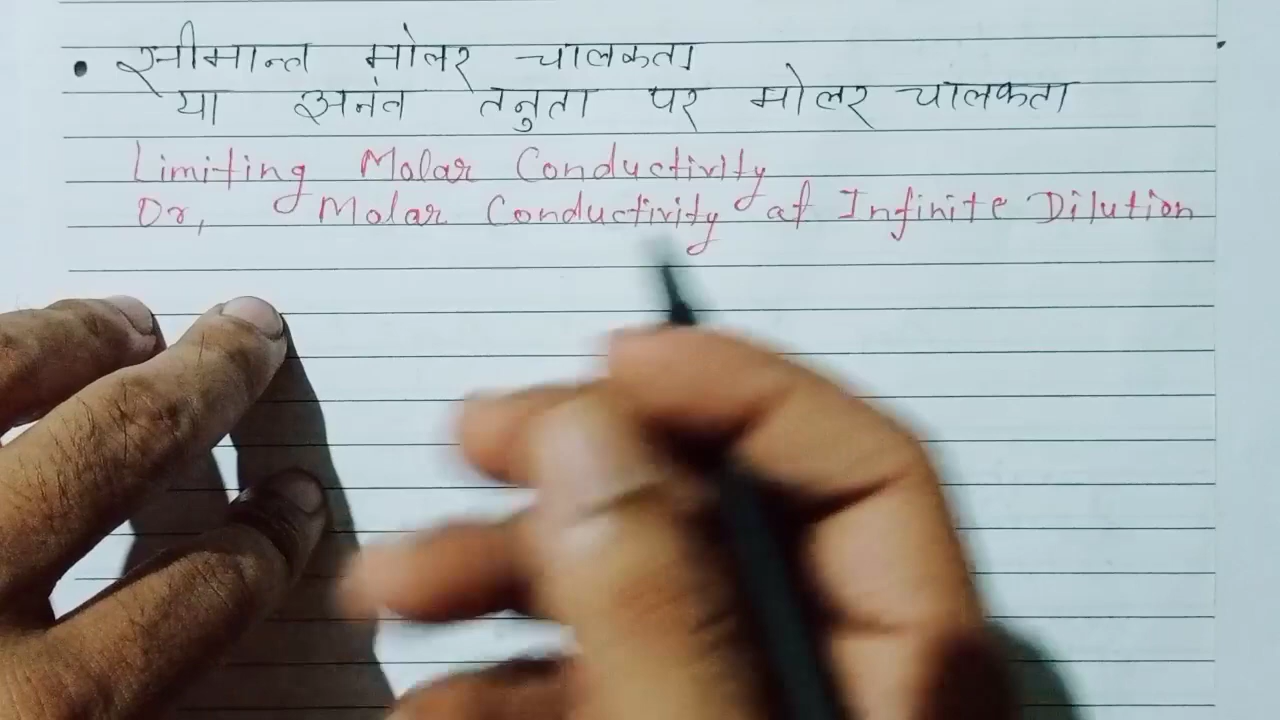 • सीमान्त मोलर चालकता
या अनंत तनुता पर मोलर चालकता
Limiting Molar Conductivity
Or, Molar Conductivity at Infinite Dilution